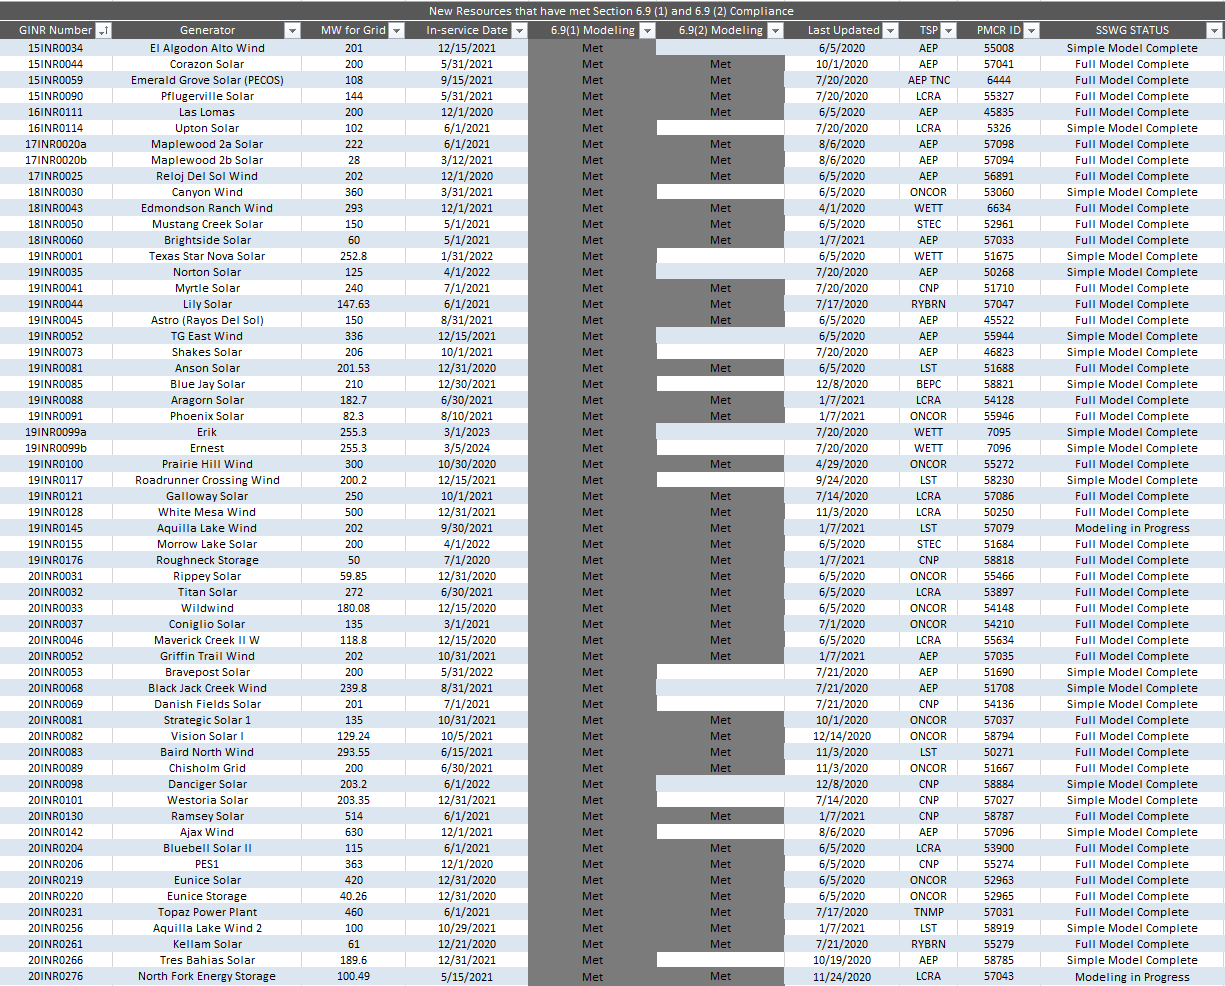 New Resources that have met Section 6.9 (1) and 6.9 (2) Compliance
GINR Number Generator MW for Grid In-service Date 6.9(1) Modeling 6.9(2) Modeling Last Updated TSP PMCR ID SSWG STATUS
15INR0034 El Algodon Alto Wind 201 12/15/2021 Met 6/5/2020 AEP 55008 Simple Model Complete
15INR0044 Corazon Solar 200 5/31/2021 Met Met 10/1/2020 AEP 57041 Full Model Complete
15INR0059 Emerald Grove Solar (PECOS) 108 9/15/2021 Met Met 7/20/2020 AEP TNC 6444 Full Model Complete
15INR0090 Pflugerville Solar 144 5/31/2021 Met Met 7/20/2020 LCRA 55327 Full Model Complete
16INR0111 Las Lomas 200 12/1/2020 Met Met 6/5/2020 AEP 45835 Full Model Complete
16INR0114 Upton Solar 102 6/1/2021 Met 7/20/2020 LCRA 5326 Simple Model Complete
17INR0020a Maplewood 2a Solar 222 6/1/2021 Met Met 8/6/2020 AEP 57098 Full Model Complete
17INR0020b Maplewood 2b Solar 28 3/12/2021 Met Met 8/6/2020 AEP 57094 Full Model Complete
17INR0025 Reloj Del Sol Wind 202 12/1/2020 Met Met 6/5/2020 AEP 56891 Full Model Complete
18INR0030 Canyon Wind 360 3/31/2021 Met 6/5/2020 ONCOR 53060 Simple Model Complete
18INR0043 Edmondson Ranch Wind 293 12/1/2021 Met Met 4/1/2020 WETT 6634 Full Model Complete
18INR0050 Mustang Creek Solar 150 5/1/2021 Met Met 6/5/2020 STEC 52961 Full Model Complete
18INR0060 Brightside Solar 60 5/1/2021 Met Met 1/7/2021 AEP 57033 Full Model Complete
19INR0001 Texas Star Nova Solar 252.8 1/31/2022 Met 6/5/2020 WETT 51675 Simple Model Complete
19INR0035 Norton Solar 125 4/1/2022 Met 7/20/2020 AEP 50268 Simple Model Complete
19INR0041 Myrtle Solar 240 7/1/2021 Met Met 7/20/2020 CNP 51710 Full Model Complete
19INR0044 Lily Solar 147.63 6/1/2021 Met Met 7/17/2020 RYBRN 57047 Full Model Complete
19INR0045 Astro (Rayos Del Sol) 150 8/31/2021 Met Met 6/5/2020 AEP 45522 Full Model Complete
19INR0052 TG East Wind 336 12/15/2021 Met 6/5/2020 AEP 55944 Simple Model Complete
19INR0073 Shakes Solar 206 10/1/2021 Met 7/20/2020 AEP 46823 Simple Model Complete
19INR0081 Anson Solar 201.53 12/31/2020 Met Met 6/5/2020 LST 51688 Full Model Complete
19INR0085 Blue Jay Solar 210 12/30/2021 Met 12/8/2020 BEPC 58821 Simple Model Complete
19INR0088 Aragorn Solar 182.7 6/30/2021 Met Met 1/7/2021 LCRA 54128 Full Model Complete
19INR0091 Phoenix Solar 82.3 8/10/2021 Met Met 1/7/2021 ONCOR 55946 Full Model Complete
19INR0099a Erik 255.3 3/1/2023 Met 7/20/2020 WETT 7095 Simple Model Complete
19INR0099b Ernest 255.3 3/5/2024 Met 7/20/2020 WETT 7096 Simple Model Complete
19INR0100 Prairie Hill Wind 300 10/30/2020 Met Met 4/29/2020 ONCOR 55272 Full Model Complete
19INR0117 Roadrunner Crossing Wind 200.2 12/15/2021 Met 9/24/2020 LST 58230 Simple Model Complete
19INR0121 Galloway Solar 250 10/1/2021 Met Met 7/14/2020 LCRA 57086 Full Model Complete
19INR0128 White Mesa Wind 500 12/31/2021 Met Met 11/3/2020 LCRA 50250 Full Model Complete
19INR0145 Aquilla Lake Wind 202 9/30/2021 Met Met 1/7/2021 LST 57079 Modeling in Progress
19INR0155 Morrow Lake Solar 200 4/1/2022 Met Met 6/5/2020 STEC 51684 Full Model Complete
19INR0176 Roughneck Storage 50 7/1/2020 Met Met 1/7/2021 CNP 58818 Full Model Complete
20INR0031 Rippey Solar 59.85 12/31/2020 Met Met 6/5/2020 ONCOR 55466 Full Model Complete
20INR0032 Titan Solar 272 6/30/2021 Met Met 6/5/2020 LCRA 53897 Full Model Complete
20INR0033 Wildwind 180.08 12/15/2020 Met Met 6/5/2020 ONCOR 54148 Full Model Complete
20INR0037 Coniglio Solar 135 3/1/2021 Met Met 7/1/2020 ONCOR 54210 Full Model Complete
20INR0046 Maverick Creek II W 118.8 12/15/2020 Met Met 6/5/2020 LCRA 55634 Full Model Complete
20INR0052 Griffin Trail Wind 202 10/31/2021 Met Met 1/7/2021 AEP 57035 Full Model Complete
20INR0053 Bravepost Solar 200 5/31/2022 Met 7/21/2020 AEP 51690 Simple Model Complete
20INR0068 Black Jack Creek Wind 239.8 8/31/2021 Met 7/21/2020 AEP 51708 Simple Model Complete
20INR0069 Danish Fields Solar 201 7/1/2021 Met 7/21/2020 CNP 54136 Simple Model Complete
20INR0081 Strategic Solar 1 135 10/31/2021 Met Met 10/1/2020 ONCOR 57037 Full Model Complete
20INR0082 Vision Solar I 129.24 10/5/2021 Met Met 12/14/2020 ONCOR 58794 Full Model Complete
20INR0083 Baird North Wind 293.55 6/15/2021 Met Met 11/3/2020 LST 50271 Full Model Complete
20INR0089 Chisholm Grid 200 6/30/2021 Met Met 11/3/2020 ONCOR 51667 Full Model Complete
20INR0098 Danciger Solar 203.2 6/1/2022 Met 12/8/2020 CNP 58884 Simple Model Complete
20INR0101 Westoria Solar 203.35 12/31/2021 Met 7/14/2020 CNP 57027 Simple Model Complete
20INR0130 Ramsey Solar 514 6/1/2021 Met Met 1/7/2021 CNP 58787 Full Model Complete
20INR0142 Ajax Wind 630 12/1/2021 Met 8/6/2020 AEP 57096 Simple Model Complete
20INR0204 Bluebell Solar II 115 6/1/2021 Met Met 6/5/2020 LCRA 53900 Full Model Complete
20INR0206 PES1 363 12/1/2020 Met Met 6/5/2020 CNP 55274 Full Model Complete
20INR0219 Eunice Solar 420 12/31/2020 Met Met 6/5/2020 ONCOR 52963 Full Model Complete
20INR0220 Eunice Storage 40.26 12/31/2020 Met Met 6/5/2020 ONCOR 52965 Full Model Complete
20INR0231 Topaz Power Plant 460 6/1/2021 Met Met 7/17/2020 TNMP 57031 Full Model Complete
20INR0256 Aquilla Lake Wind 2 100 10/29/2021 Met Met 1/7/2021 LST 58919 Simple Model Complete
20INR0261 Kellam Solar 61 12/21/2020 Met Met 7/21/2020 RYBRN 55279 Full Model Complete
20INR0266 Tres Bahias Solar 189.6 12/31/2021 Met 10/19/2020 AEP 58785 Simple Model Complete
20INR0276 North Fork Energy Storage 100.49 5/15/2021 Met Met 11/24/2020 LCRA 57043 Modeling in Progress